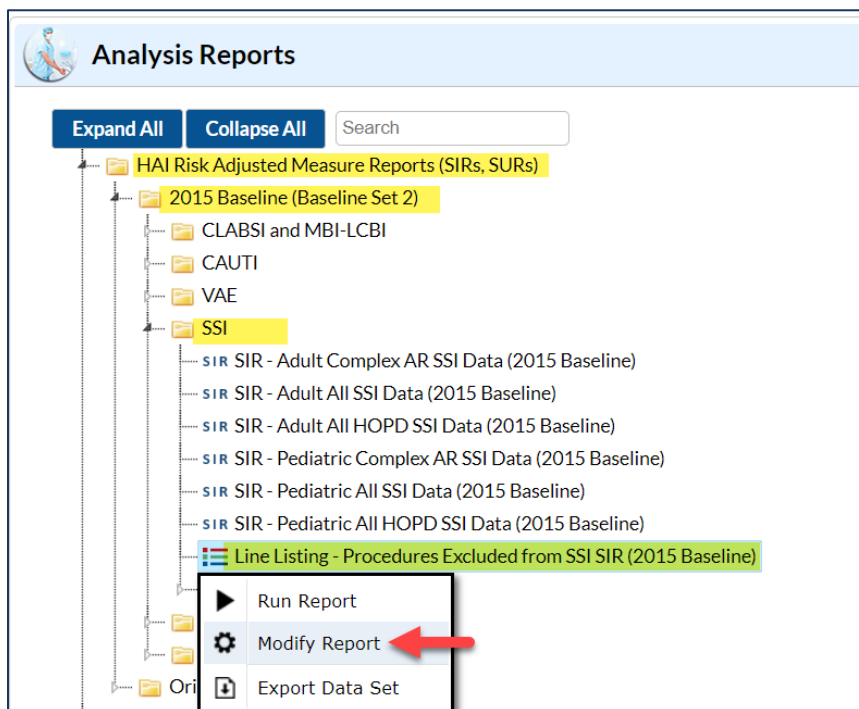 Analysis Reports
Expand All Collapse All Search
HAI Risk Adjusted Measure Reports (SIRs, SURs)
2015 Baseline (Baseline Set 2)
CLABSI and MBI-LCBI
CAUTI
VAE
SSI
SIR SIR - Adult Complex AR SSI Data (2015 Baseline)
SIR SIR - Adult All SSI Data (2015 Baseline)
SIR SIR - Adult All HOPD SSI Data (2015 Baseline)
SIR SIR - Pediatric Complex AR SSI Data (2015 Baseline)
SIR SIR - Pediatric All SSI Data (2015 Baseline)
SIR SIR - Pediatric All HOPD SSI Data (2015 Baseline)
Line Listing - Procedures Excluded from SSI SIR (2015 Baseline)
Run Report
Modify Report
Ori Export Data Set